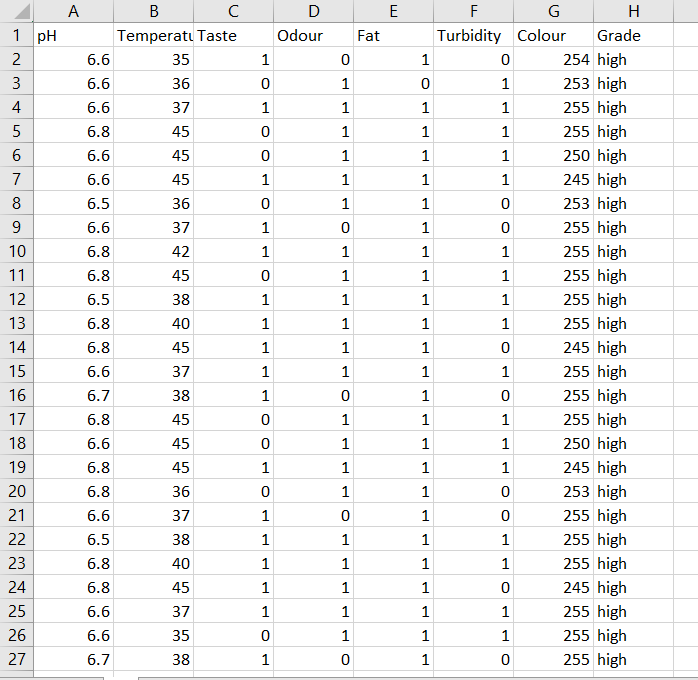 A B C D E F G H
1 pH Temperatu Taste Odour Fat Turbidity Colour Grade
2 6.6 35 1 0 1 0 254 high
3 6.6 36 0 1 0 1 253 high
4 6.6 37 1 1 1 1 255 high
5 6.8 45 0 1 1 1 255 high
6 6.6 45 0 1 1 1 250 high
7 6.6 45 1 1 1 1 245 high
8 6.5 36 0 1 1 0 253 high
9 6.6 37 1 0 1 0 255 high
10 6.8 42 1 1 1 1 255 high
11 6.8 45 0 1 1 1 255 high
12 6.5 38 1 1 1 1 255 high
13 6.8 40 1 1 1 1 255 high
14 6.8 45 1 1 1 0 245 high
15 6.6 37 1 1 1 1 255 high
16 6.7 38 1 0 1 0 255 high
17 6.8 45 0 1 1 1 255 high
18 6.6 45 0 1 1 1 250 high
19 6.8 45 1 1 1 1 245 high
20 6.8 36 0 1 1 0 253 high
21 6.6 37 1 0 1 0 255 high
22 6.5 38 1 1 1 1 255 high
23 6.8 40 1 1 1 1 255 high
24 6.8 45 1 1 1 0 245 high
25 6.6 37 1 1 1 1 255 high
26 6.6 35 0 1 1 1 255 high
27 6.7 38 1 0 1 0 255 high